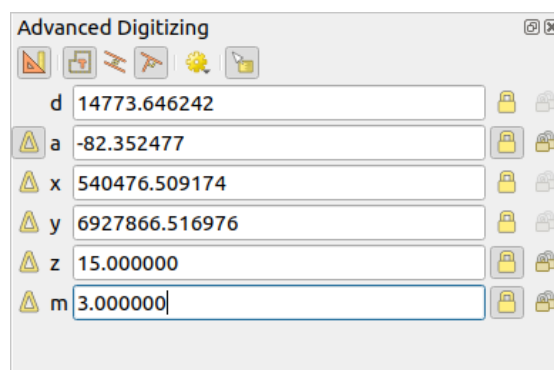 Advanced Digitizing
d 14773.646242
a -82.352477
x 540476.509174
y 6927866.516976
z 15.000000
m 3.000000